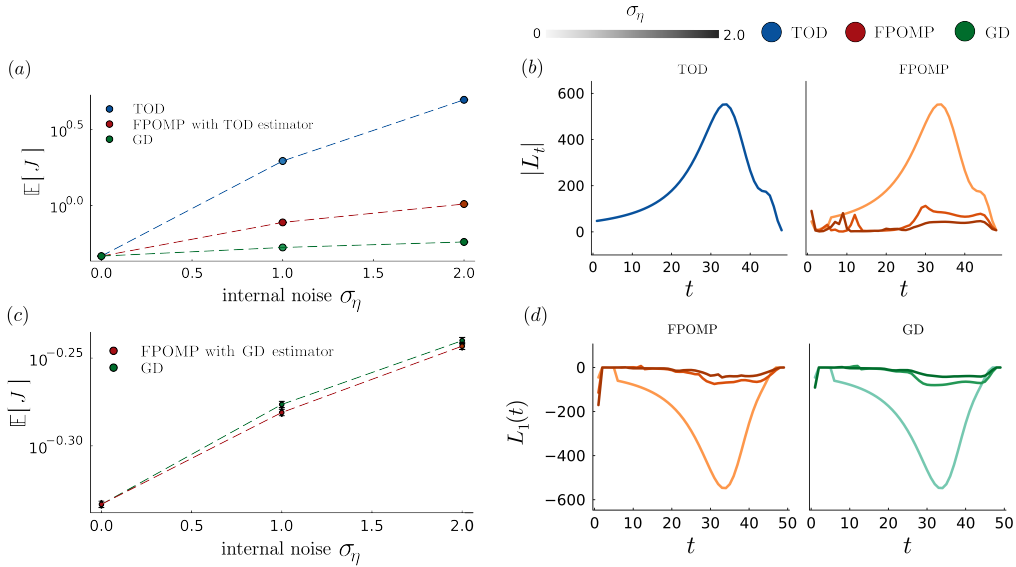 σ_η
0 2.0 TOD FPOMP GD
(a)
TOD
FPOMP with TOD estimator
GD
10^0.5
10^0.0
𝔼[J]
0.0 0.5 1.0 1.5 2.0
internal noise σ_η
(b)
TOD FPOMP
600
400
200
0
|L_t|
0 10 20 30 40 0 10 20 30 40
t t
(c)
FPOMP with GD estimator
GD
10^-0.25
10^-0.30
𝔼[J]
0.0 0.5 1.0 1.5 2.0
internal noise σ_η
(d)
FPOMP GD
0
−200
−400
−600
L_1(t)
0 10 20 30 40 50 0 10 20 30 40 50
t t